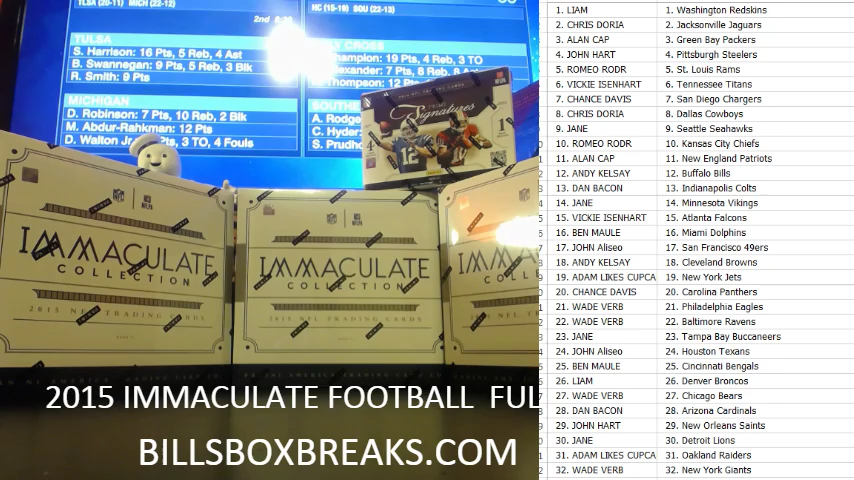 TLSA (20-11) MICH (22-12)
HC (15-19) SOU (22-13)
2nd
TULSA
S. Harrison: 16 Pts, 5 Reb, 4 Ast
B. Swannegan: 9 Pts, 5 Reb, 3 Blk
R. Smith: 9 Pts
CROSS
19 Pts, 4 Reb, 3 TO
7 Pts, 8 Reb,
Thompson: 12
MICHIGAN
D. Robinson: 7 Pts, 10 Reb, 2 Blk
M. Abdur-Rahkman: 12 Pts
D. Walton Jr. Pts, 3 TO, 4 Fouls
SOUTHE
A. Rodge
C. Hyder:
S. Prudho
Signatures
12
IMMACULATE
COLLECTION
2015 NFL TRADING CARDS
IMMACULATE
COLLECTION
2015 NFL TRADING CARDS
IMMAC
COLLE
2015 NFL TR
2015 IMMACULATE FOOTBALL FUL
BILLSBOXBREAKS.COM
1. LIAM 1. Washington Redskins
2. CHRIS DORIA 2. Jacksonville Jaguars
3. ALAN CAP 3. Green Bay Packers
4. JOHN HART 4. Pittsburgh Steelers
5. ROMEO RODR 5. St. Louis Rams
6. VICKIE ISENHART 6. Tennessee Titans
7. CHANCE DAVIS 7. San Diego Chargers
8. CHRIS DORIA 8. Dallas Cowboys
9. JANE 9. Seattle Seahawks
10. ROMEO RODR 10. Kansas City Chiefs
11. ALAN CAP 11. New England Patriots
12. ANDY KELSAY 12. Buffalo Bills
13. DAN BACON 13. Indianapolis Colts
14. JANE 14. Minnesota Vikings
15. VICKIE ISENHART 15. Atlanta Falcons
16. BEN MAULE 16. Miami Dolphins
17. JOHN Aliseo 17. San Francisco 49ers
18. ANDY KELSAY 18. Cleveland Browns
19. ADAM LIKES CUPCA 19. New York Jets
20. CHANCE DAVIS 20. Carolina Panthers
21. WADE VERB 21. Philadelphia Eagles
22. WADE VERB 22. Baltimore Ravens
23. JANE 23. Tampa Bay Buccaneers
24. JOHN Aliseo 24. Houston Texans
25. BEN MAULE 25. Cincinnati Bengals
26. LIAM 26. Denver Broncos
27. WADE VERB 27. Chicago Bears
28. DAN BACON 28. Arizona Cardinals
29. JOHN HART 29. New Orleans Saints
30. JANE 30. Detroit Lions
31. ADAM LIKES CUPCA 31. Oakland Raiders
32. WADE VERB 32. New York Giants